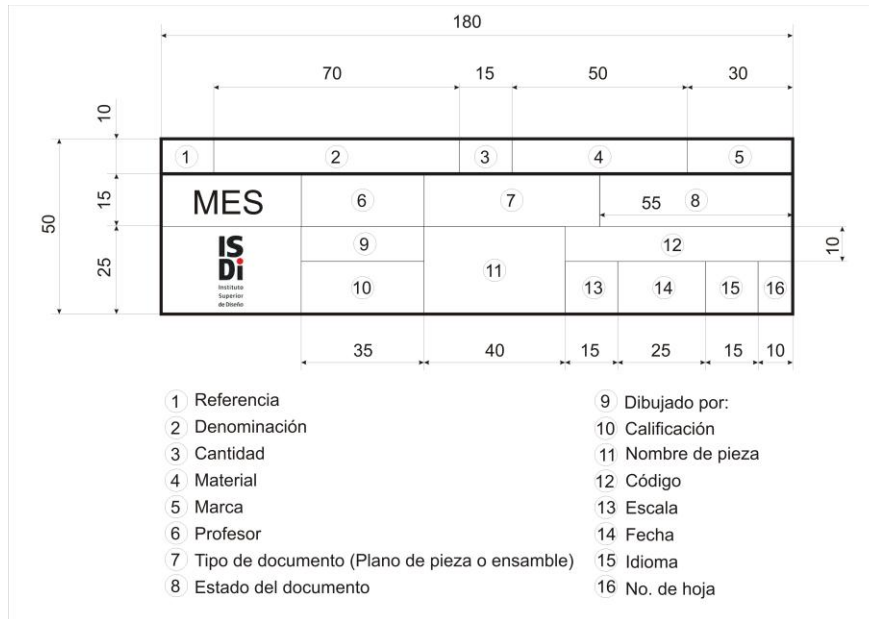 180
70 15 50 30
10
1 2 3 4 5
50
15
MES 6 7 55 8
25
ISDi
Instituto
Superior
de Diseño
9 12
10
10 11 13 14 15 16
35 40 15 25 15 10
1 Referencia
2 Denominación
3 Cantidad
4 Material
5 Marca
6 Profesor
7 Tipo de documento (Plano de pieza o ensamble)
8 Estado del documento
9 Dibujado por:
10 Calificación
11 Nombre de pieza
12 Código
13 Escala
14 Fecha
15 Idioma
16 No. de hoja